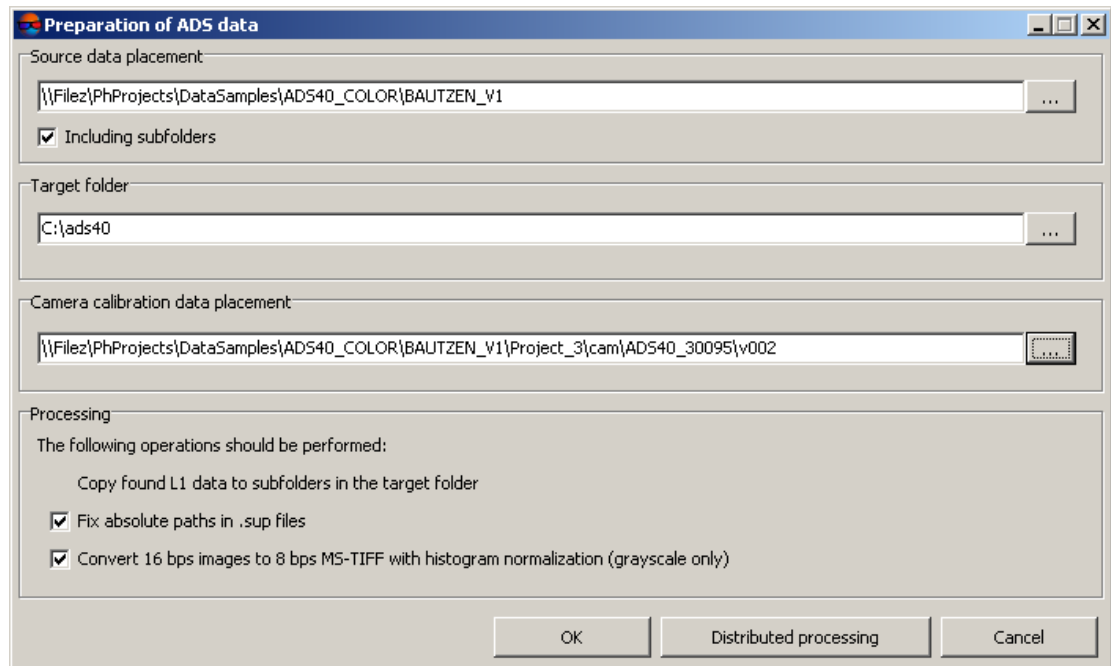 Preparation of ADS data
Source data placement
\\Filez\PhProjects\DataSamples\ADS40_COLOR\BAUTZEN_V1
...
Including subfolders
Target folder
C:\ads40
...
Camera calibration data placement
\\Filez\PhProjects\DataSamples\ADS40_COLOR\BAUTZEN_V1\Project_3\cam\ADS40_30095\v002
...
Processing
The following operations should be performed:
Copy found L1 data to subfolders in the target folder
Fix absolute paths in .sup files
Convert 16 bps images to 8 bps MS-TIFF with histogram normalization (grayscale only)
OK Distributed processing Cancel